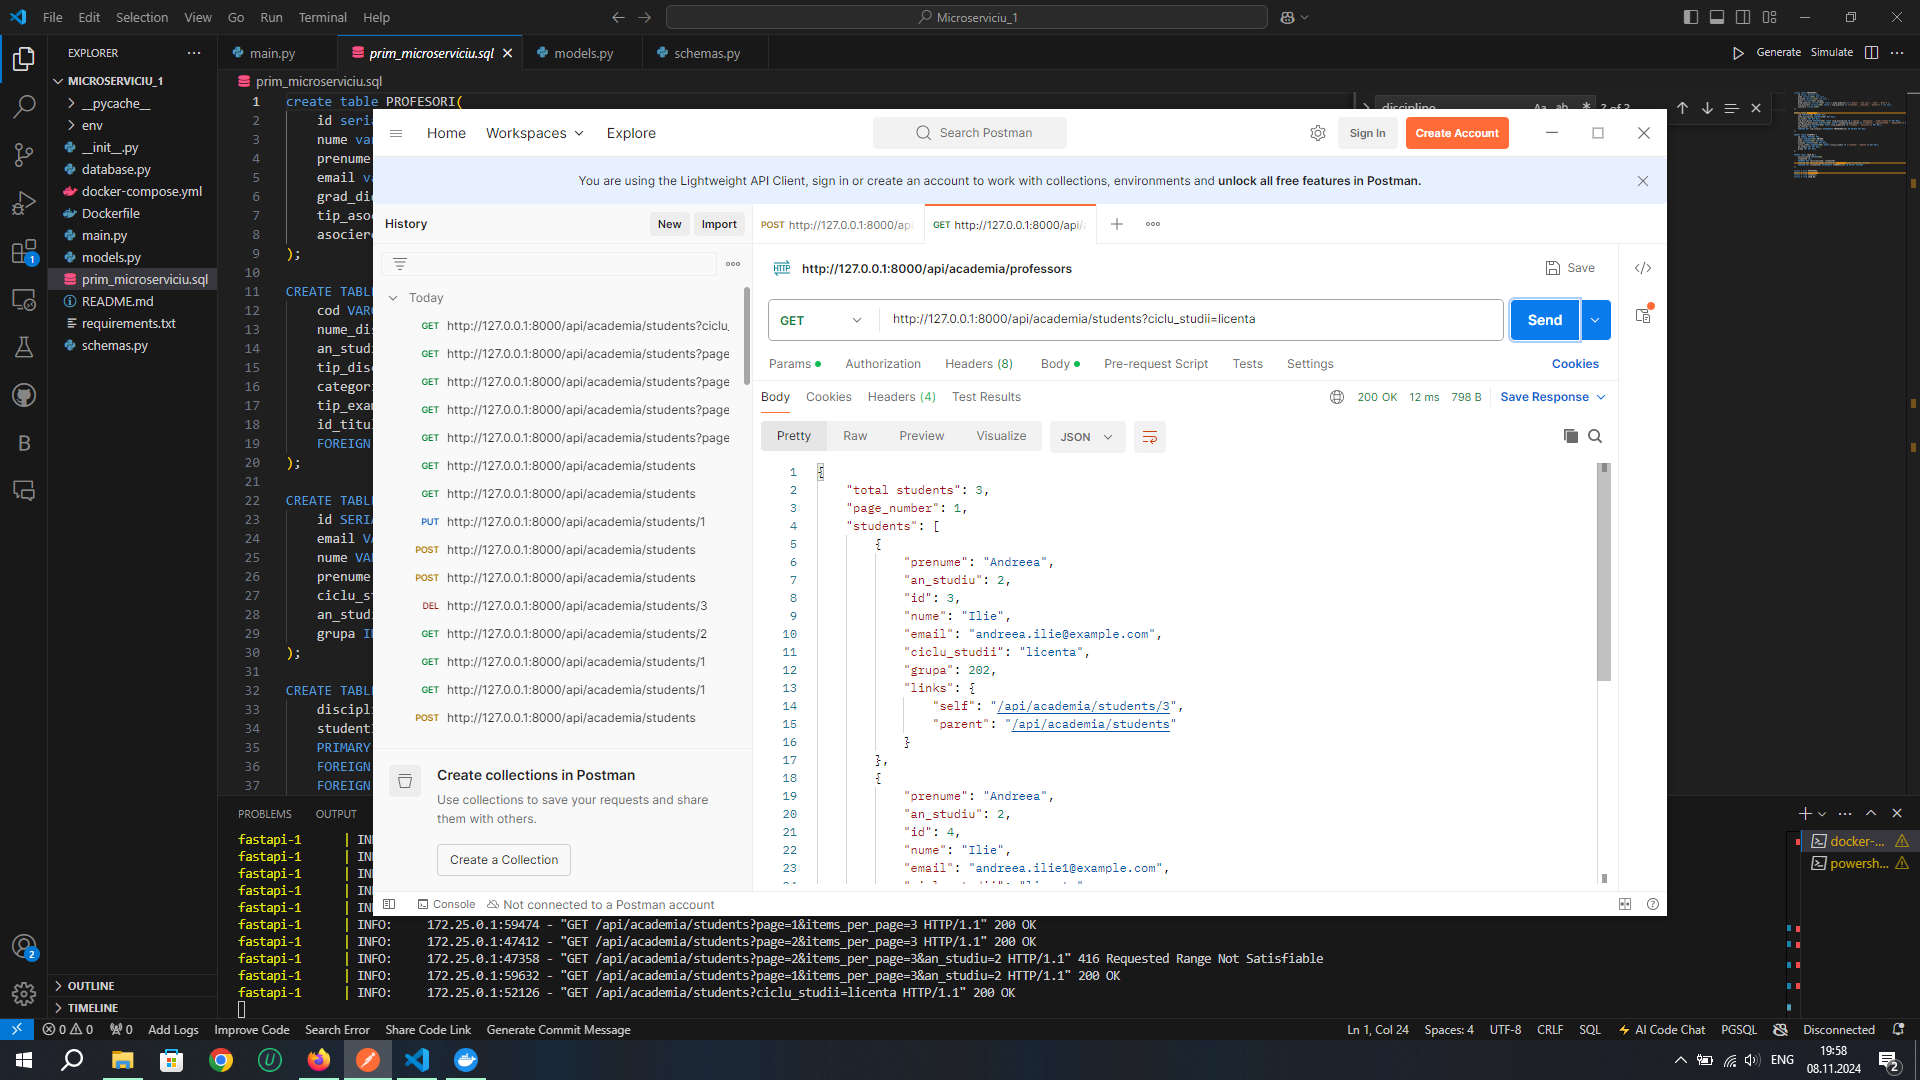 File Edit Selection View Go Run Terminal Help
Microserviciu_1
EXPLORER
MICROSERVICIU_1
__pycache__
env
__init__.py
database.py
docker-compose.yml
Dockerfile
main.py
models.py
prim_microserviciu.sql
README.md
requirements.txt
schemas.py
OUTLINE
TIMELINE
main.py
prim_microserviciu.sql
models.py
schemas.py
Generate Simulate
prim_microserviciu.sql
1 create table PROFESORI(
2 id seri
3 nume var
4 prenume
5 email va
6 grad_di
7 tip_asoc
8 asociere
9 );
10
11 CREATE TABLE
12 cod VARC
13 nume_dis
14 an_studi
15 tip_disc
16 categori
17 tip_exam
18 id_titul
19 FOREIGN
20 );
21
22 CREATE TABLE
23 id SERIA
24 email VA
25 nume VAR
26 prenume
27 ciclu_st
28 an_studi
29 grupa I
30 );
31
32 CREATE TABLE
33 discipli
34 student
35 PRIMARY
36 FOREIGN
37 FOREIGN
discipline
Aa ab
? of 3
Home Workspaces Explore
Search Postman
Sign In
Create Account
You are using the Lightweight API Client, sign in or create an account to work with collections, environments and unlock all free features in Postman.
History
New
Import
Today
GET http://127.0.0.1:8000/api/academia/students?ciclu_
GET http://127.0.0.1:8000/api/academia/students?page
GET http://127.0.0.1:8000/api/academia/students?page
GET http://127.0.0.1:8000/api/academia/students?page
GET http://127.0.0.1:8000/api/academia/students?page
GET http://127.0.0.1:8000/api/academia/students
GET http://127.0.0.1:8000/api/academia/students
PUT http://127.0.0.1:8000/api/academia/students/1
POST http://127.0.0.1:8000/api/academia/students
POST http://127.0.0.1:8000/api/academia/students
DEL http://127.0.0.1:8000/api/academia/students/3
GET http://127.0.0.1:8000/api/academia/students/2
GET http://127.0.0.1:8000/api/academia/students/1
GET http://127.0.0.1:8000/api/academia/students/1
POST http://127.0.0.1:8000/api/academia/students
Create collections in Postman
Use collections to save your requests and share
them with others.
Create a Collection
POST http://127.0.0.1:8000/api/
GET http://127.0.0.1:8000/api/
HTTP http://127.0.0.1:8000/api/academia/professors
Save
GET
http://127.0.0.1:8000/api/academia/students?ciclu_studii=licenta
Send
Params Authorization Headers (8) Body Pre-request Script Tests Settings
Cookies
Body Cookies Headers (4) Test Results
200 OK 12 ms 798 B
Save Response
Pretty Raw Preview Visualize JSON
1 {
2 "total students": 3,
3 "page_number": 1,
4 "students": [
5 {
6 "prenume": "Andreea",
7 "an_studiu": 2,
8 "id": 3,
9 "nume": "Ilie",
10 "email": "andreea.ilie@example.com",
11 "ciclu_studii": "licenta",
12 "grupa": 202,
13 "links": {
14 "self": "/api/academia/students/3",
15 "parent": "/api/academia/students"
16 }
17 },
18 {
19 "prenume": "Andreea",
20 "an_studiu": 2,
21 "id": 4,
22 "nume": "Ilie",
23 "email": "andreea.ilie1@example.com",
Console
Not connected to a Postman account
PROBLEMS OUTPUT
fastapi-1 | IN
fastapi-1 | IN
fastapi-1 | IN
fastapi-1 | IN
fastapi-1 | IN
fastapi-1 | INFO: 172.25.0.1:59474 - "GET /api/academia/students?page=1&items_per_page=3 HTTP/1.1" 200 OK
fastapi-1 | INFO: 172.25.0.1:47412 - "GET /api/academia/students?page=2&items_per_page=3 HTTP/1.1" 200 OK
fastapi-1 | INFO: 172.25.0.1:47358 - "GET /api/academia/students?page=2&items_per_page=3&an_studiu=2 HTTP/1.1" 416 Requested Range Not Satisfiable
fastapi-1 | INFO: 172.25.0.1:59632 - "GET /api/academia/students?page=1&items_per_page=3&an_studiu=2 HTTP/1.1" 200 OK
fastapi-1 | INFO: 172.25.0.1:52126 - "GET /api/academia/students?ciclu_studii=licenta HTTP/1.1" 200 OK
docker-...
powersh...
0 0 0 Add Logs Improve Code Search Error Share Code Link Generate Commit Message
Ln 1, Col 24 Spaces: 4 UTF-8 CRLF SQL AI Code Chat PGSQL Disconnected
ENG
19:58
08.11.2024
2